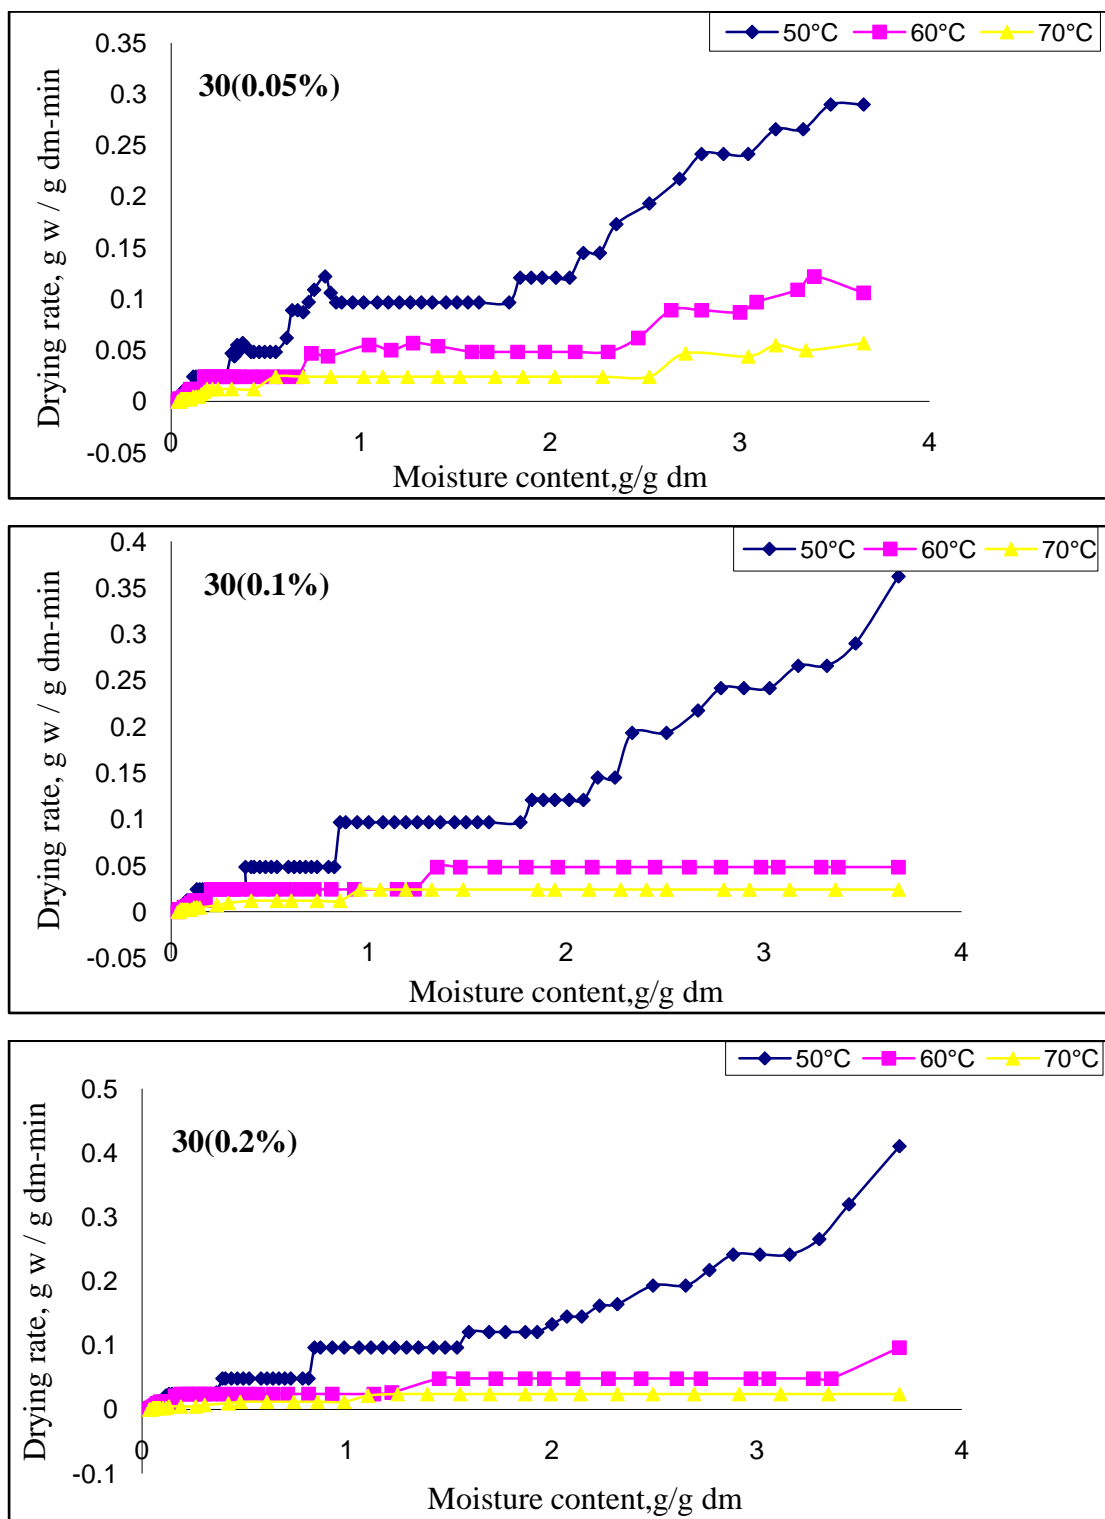 50°C 60°C 70°C
0.35
30(0.05%)
0.3
0.25
0.2
0.15
0.1
0.05
0
-0.05
0 1 2 3 4
Drying rate, g w / g dm-min
Moisture content,g/g dm
50°C 60°C 70°C
0.4
30(0.1%)
0.35
0.3
0.25
0.2
0.15
0.1
0.05
0
-0.05
0 1 2 3 4
Drying rate, g w / g dm-min
Moisture content,g/g dm
50°C 60°C 70°C
0.5
30(0.2%)
0.4
0.3
0.2
0.1
0
-0.1
0 1 2 3 4
Drying rate, g w / g dm-min
Moisture content,g/g dm